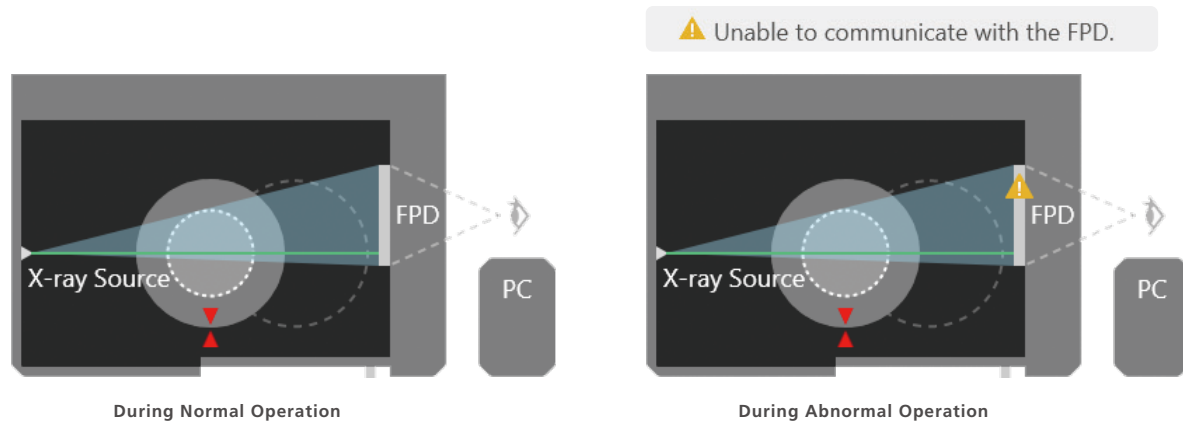 Unable to communicate with the FPD.
FPD
X-ray Source
PC
FPD
X-ray Source
PC
During Normal Operation
During Abnormal Operation